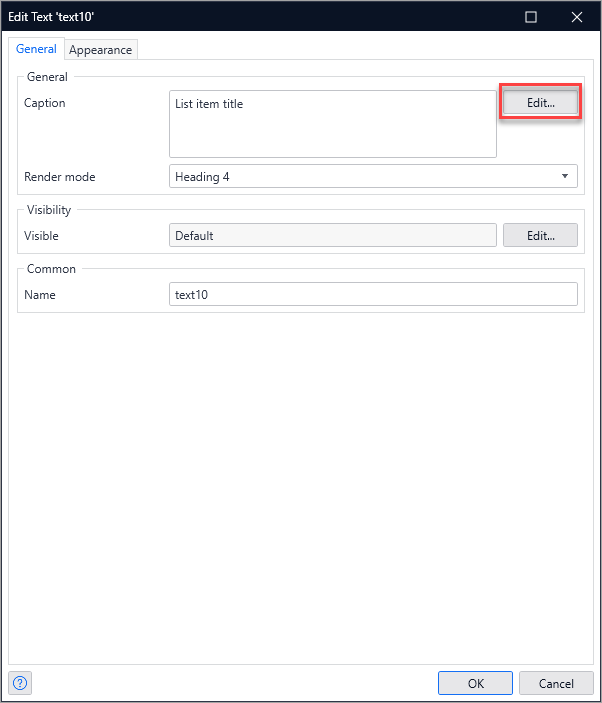 Edit Text 'text10'
General Appearance
General
Caption List item title Edit...
Render mode Heading 4
Visibility
Visible Default Edit...
Common
Name text10
? OK Cancel